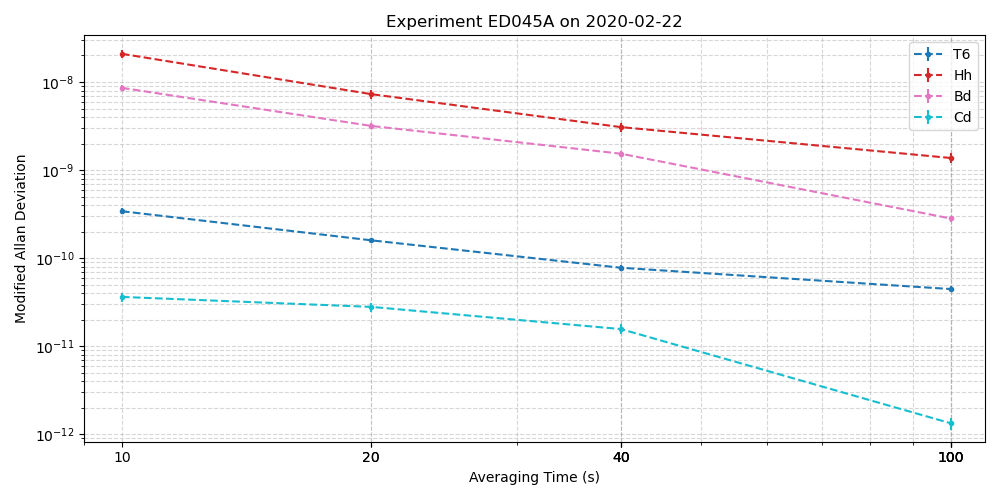 Experiment ED045A on 2020-02-22
Modified Allan Deviation
10⁻⁸
10⁻⁹
10⁻¹⁰
10⁻¹¹
10⁻¹²
T6
Hh
Bd
Cd
10 20 40 100
Averaging Time (s)